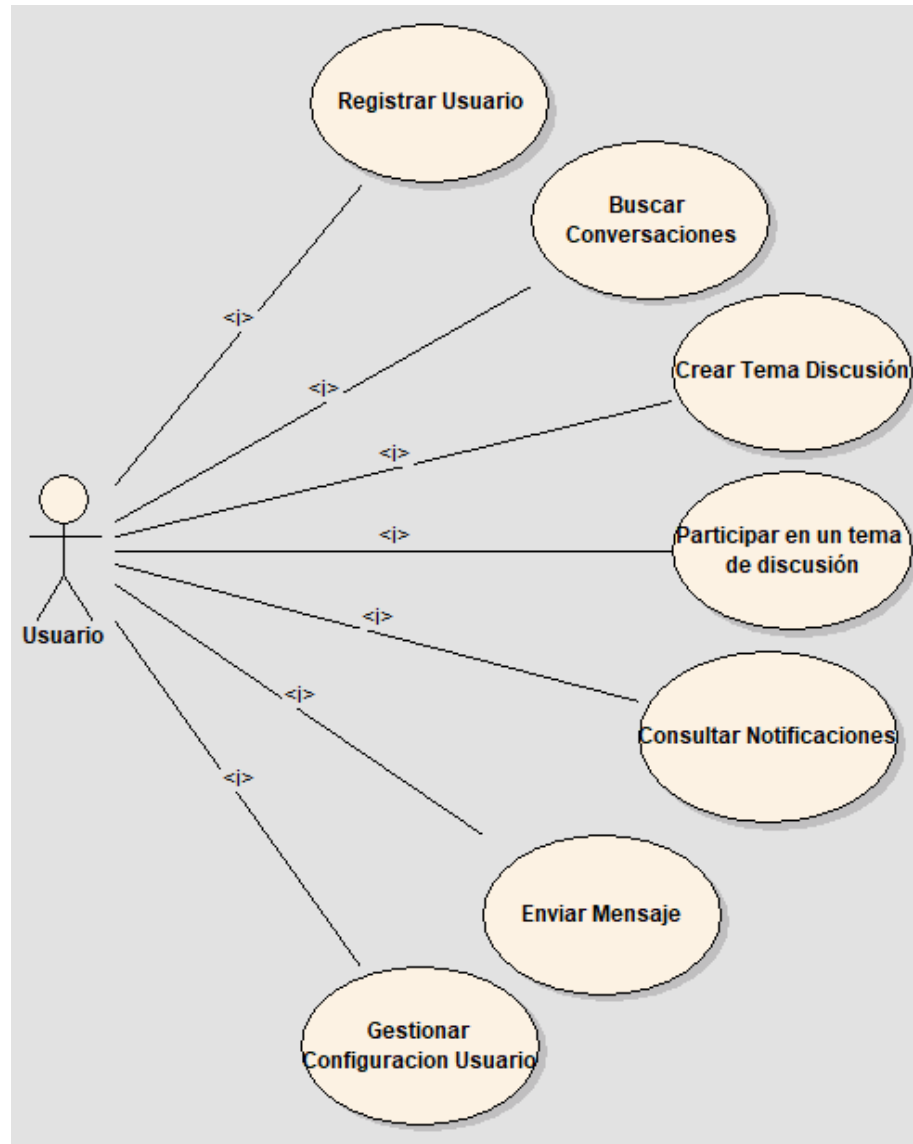 Registrar Usuario
Buscar
Conversaciones
<i>
<i>
Crear Tema Discusión
<i>
Participar en un tema
de discusión
<i>
Usuario
<i>
Consultar Notificaciones
<i>
<i>
Enviar Mensaje
Gestionar
Configuracion Usuario